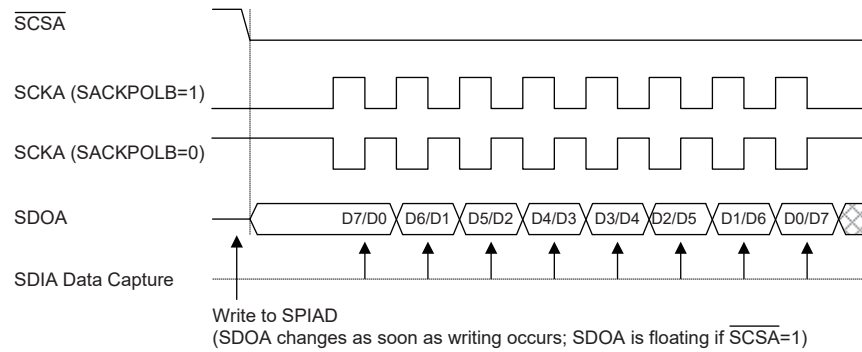 SCSA
SCKA (SACKPOLB=1)
SCKA (SACKPOLB=0)
SDOA
D7/D0 D6/D1 D5/D2 D4/D3 D3/D4 D2/D5 D1/D6 D0/D7
SDIA Data Capture
Write to SPIAD
(SDOA changes as soon as writing occurs; SDOA is floating if SCSA=1)